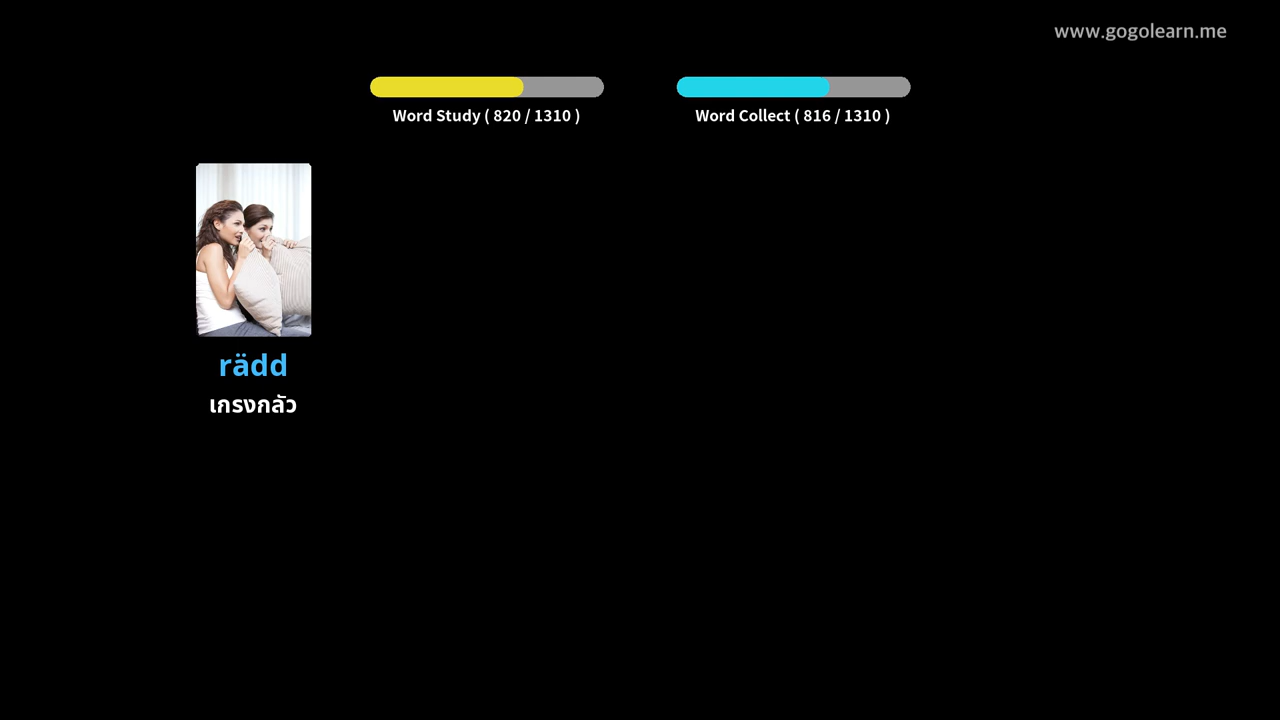 www.gogolearn.me
Word Study ( 820 / 1310 )
Word Collect ( 816 / 1310 )
rädd
เกรงกลัว